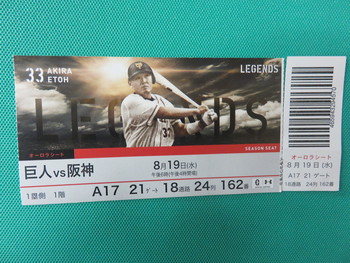 33 AKIRA ETOH
LEGENDS
LEGENDS
33
SEASON SEAT
オーロラシート
巨人vs阪神
8月19日(水)
午後6時(午後4時開場)
1塁側 1階
A17 21ゲート 18通路 24列 162番
オーロラシート
8月19日(水)
A17 21ゲート
18通路 24列 162番